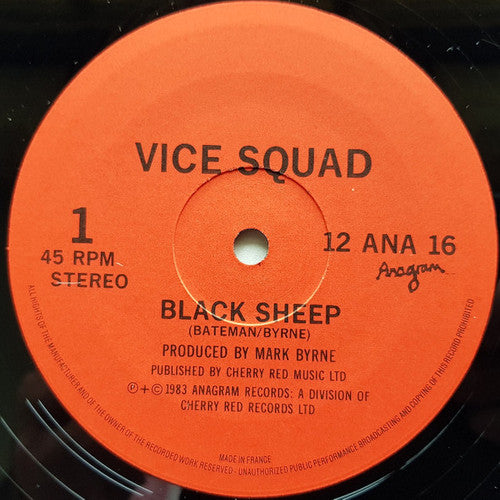 VICE SQUAD
1
45 RPM
STEREO
12 ANA 16
Anagram
BLACK SHEEP
(BATEMAN/BYRNE)
PRODUCED BY MARK BYRNE
PUBLISHED BY CHERRY RED MUSIC LTD
℗+© 1983 ANAGRAM RECORDS: A DIVISION OF
CHERRY RED RECORDS LTD
MADE IN FRANCE
ALL RIGHTS OF THE MANUFACTURER AND OF THE OWNER OF THE RECORDED WORK RESERVED - UNAUTHORIZED PUBLIC PERFORMANCE BROADCASTING AND COPYING OF THIS RECORD PROHIBITED